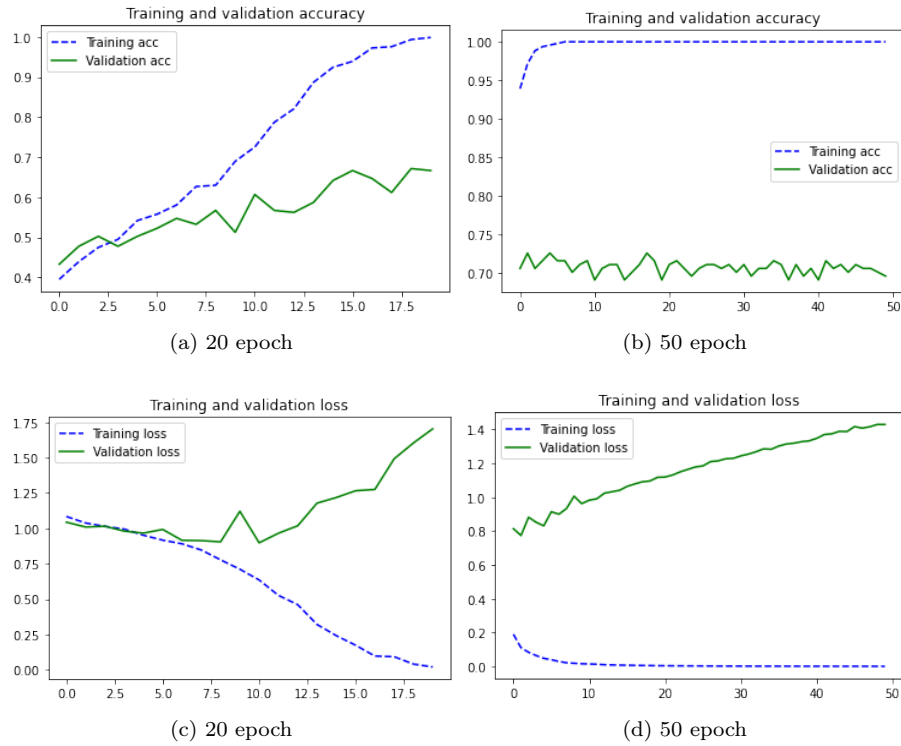 Training and validation accuracy
Training acc
Validation acc
1.0
0.9
0.8
0.7
0.6
0.5
0.4
0.0 2.5 5.0 7.5 10.0 12.5 15.0 17.5
(a) 20 epoch
Training and validation accuracy
1.00
0.95
0.90
0.85
0.80
0.75
0.70
Training acc
Validation acc
0 10 20 30 40 50
(b) 50 epoch
Training and validation loss
1.75
1.50
1.25
1.00
0.75
0.50
0.25
0.00
Training loss
Validation loss
0.0 2.5 5.0 7.5 10.0 12.5 15.0 17.5
(c) 20 epoch
Training and validation loss
1.4
1.2
1.0
0.8
0.6
0.4
0.2
0.0
Training loss
Validation loss
0 10 20 30 40 50
(d) 50 epoch